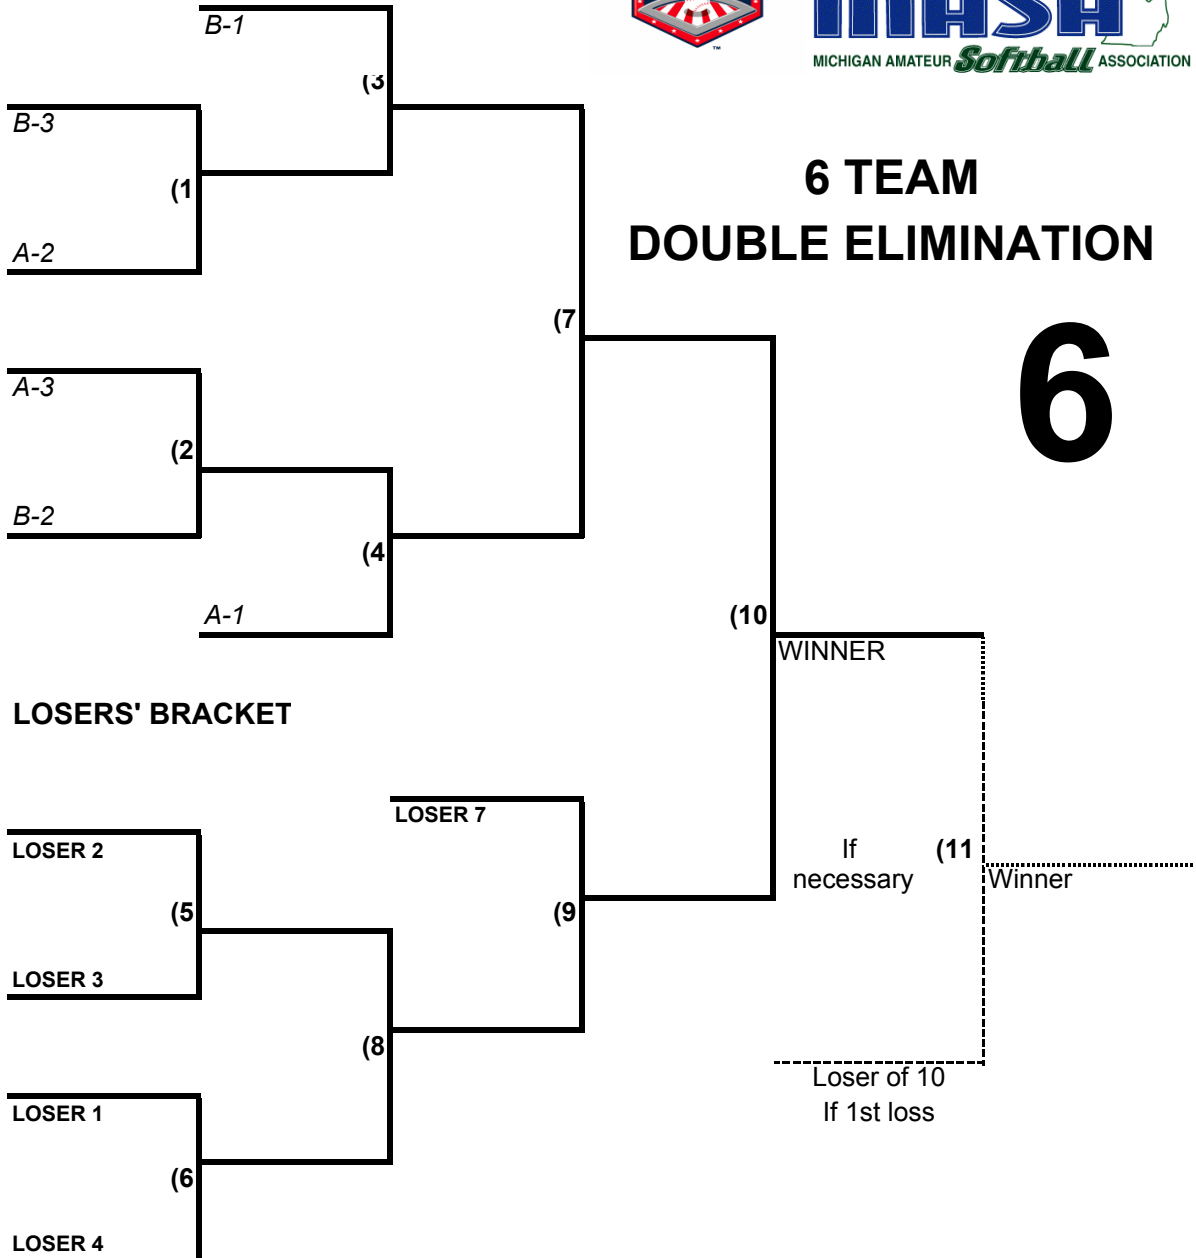 B-1
(3
B-3
(1
A-2
A-3
(2
B-2
(4
A-1
(7
(10
WINNER
MASA
MICHIGAN AMATEUR Softball ASSOCIATION
™
6 TEAM
DOUBLE ELIMINATION
6
LOSERS' BRACKET
LOSER 7
LOSER 2
(5
LOSER 3
(9
(8
LOSER 1
(6
LOSER 4
If
necessary
(11
Winner
Loser of 10
If 1st loss